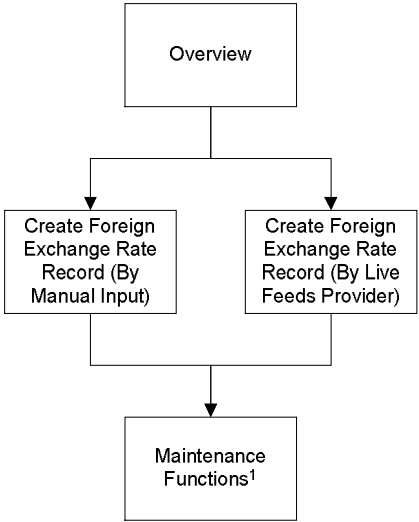 Overview
Create Foreign
Exchange Rate
Record (By
Manual Input)
Create Foreign
Exchange Rate
Record (By Live
Feeds Provider)
Maintenance
Functions¹